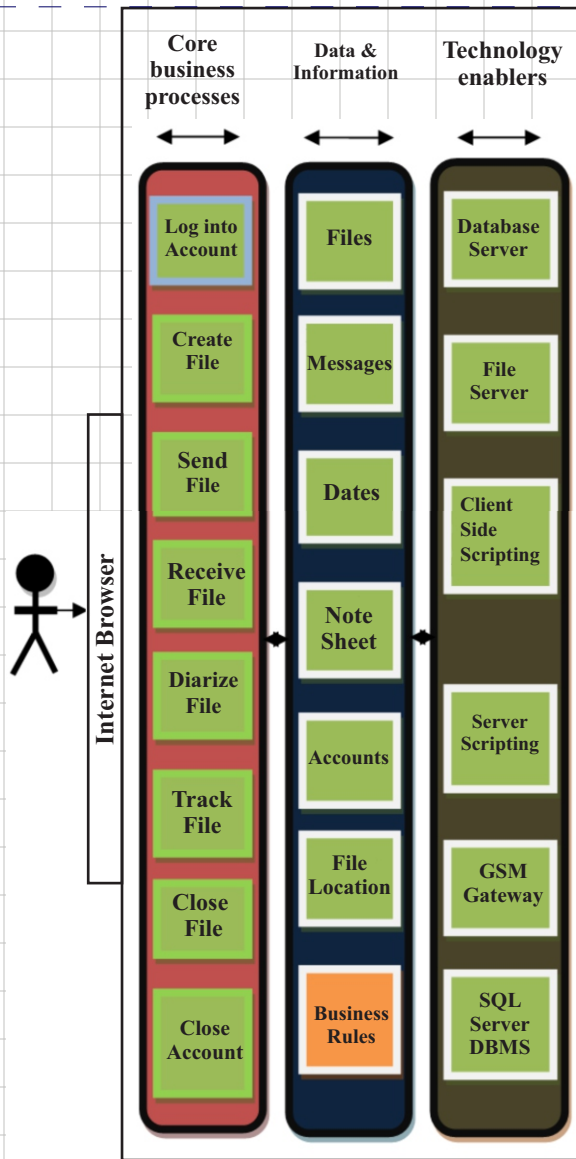 Core
business
processes
Data &
Information
Technology
enablers
Internet Browser
Log into
Account
Create
File
Send
File
Receive
File
Diarize
File
Track
File
Close
File
Close
Account
Files
Messages
Dates
Note
Sheet
Accounts
File
Location
Business
Rules
Database
Server
File
Server
Client
Side
Scripting
Server
Scripting
GSM
Gateway
SQL
Server
DBMS